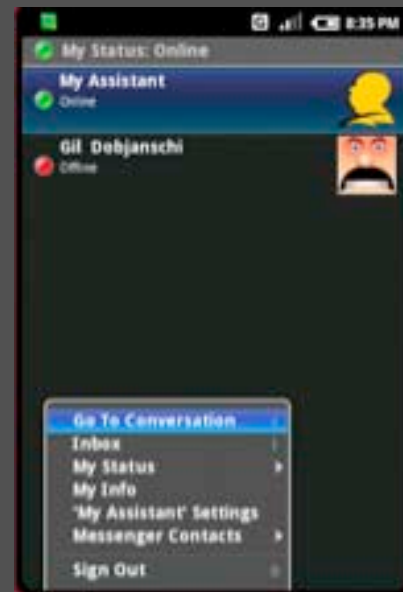 8:35 PM
My Status: Online
My Assistant
Online
Gil Dobjanschi
Offline
Go To Conversation
Inbox
My Status
My Info
'My Assistant' Settings
Messenger Contacts
Sign Out